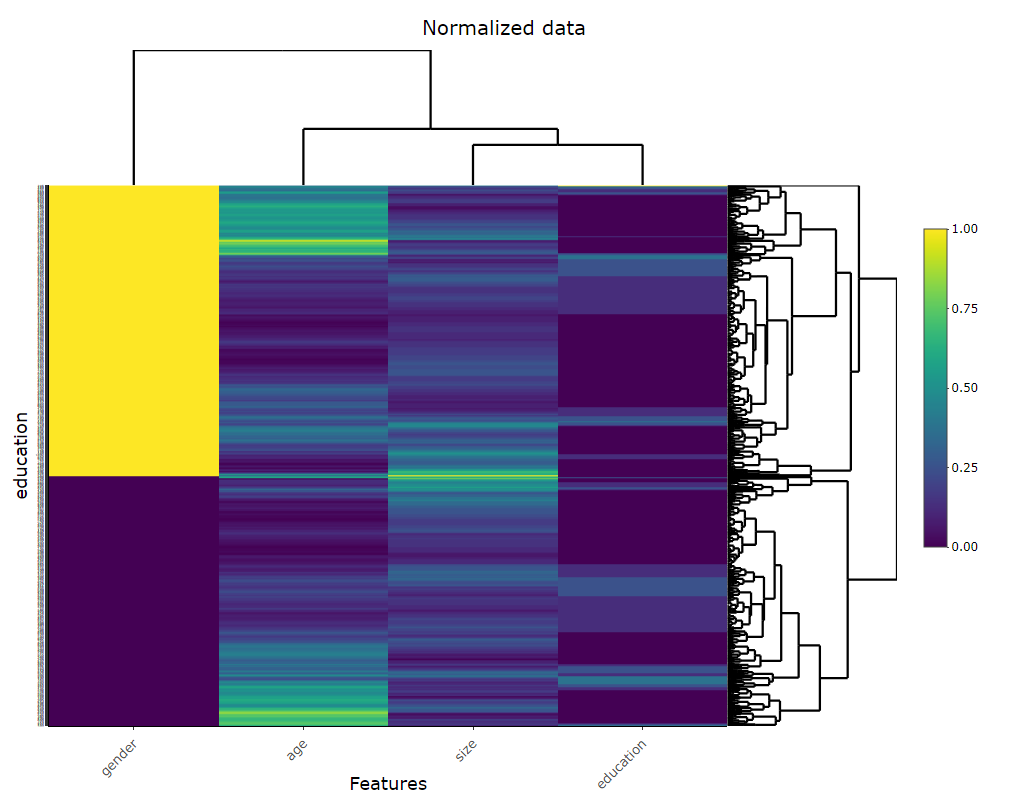 Normalized data
education
1.00
0.75
0.50
0.25
0.00
gender
age
size
education
Features